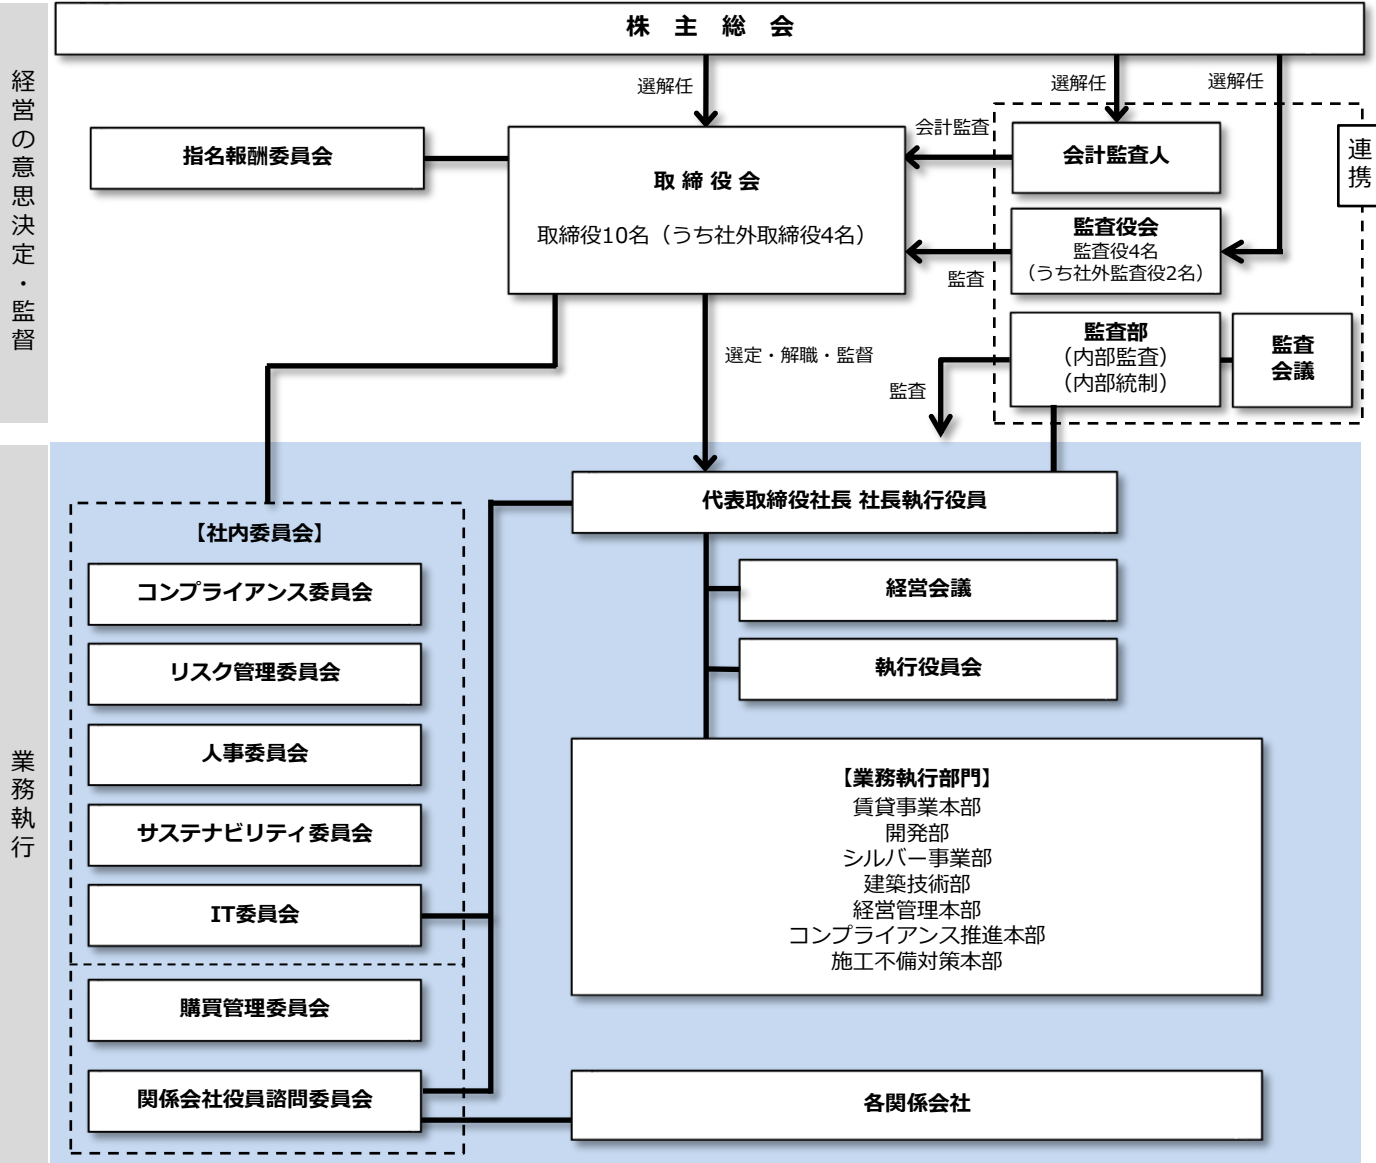 株 主 総 会
経営の意思決定・監督
選解任
選解任
選解任
指名報酬委員会
取 締 役 会
取締役10名（うち社外取締役4名）
会計監査
会計監査人
連携
監査役会
監査役4名
（うち社外監査役2名）
監査
監査部
（内部監査）
（内部統制）
監査
会議
選定・解職・監督
監査
業務執行
代表取締役社長 社長執行役員
【社内委員会】
コンプライアンス委員会
リスク管理委員会
人事委員会
サステナビリティ委員会
IT委員会
購買管理委員会
関係会社役員諮問委員会
経営会議
執行役員会
【業務執行部門】
賃貸事業本部
開発部
シルバー事業部
建築技術部
経営管理本部
コンプライアンス推進本部
施工不備対策本部
各関係会社